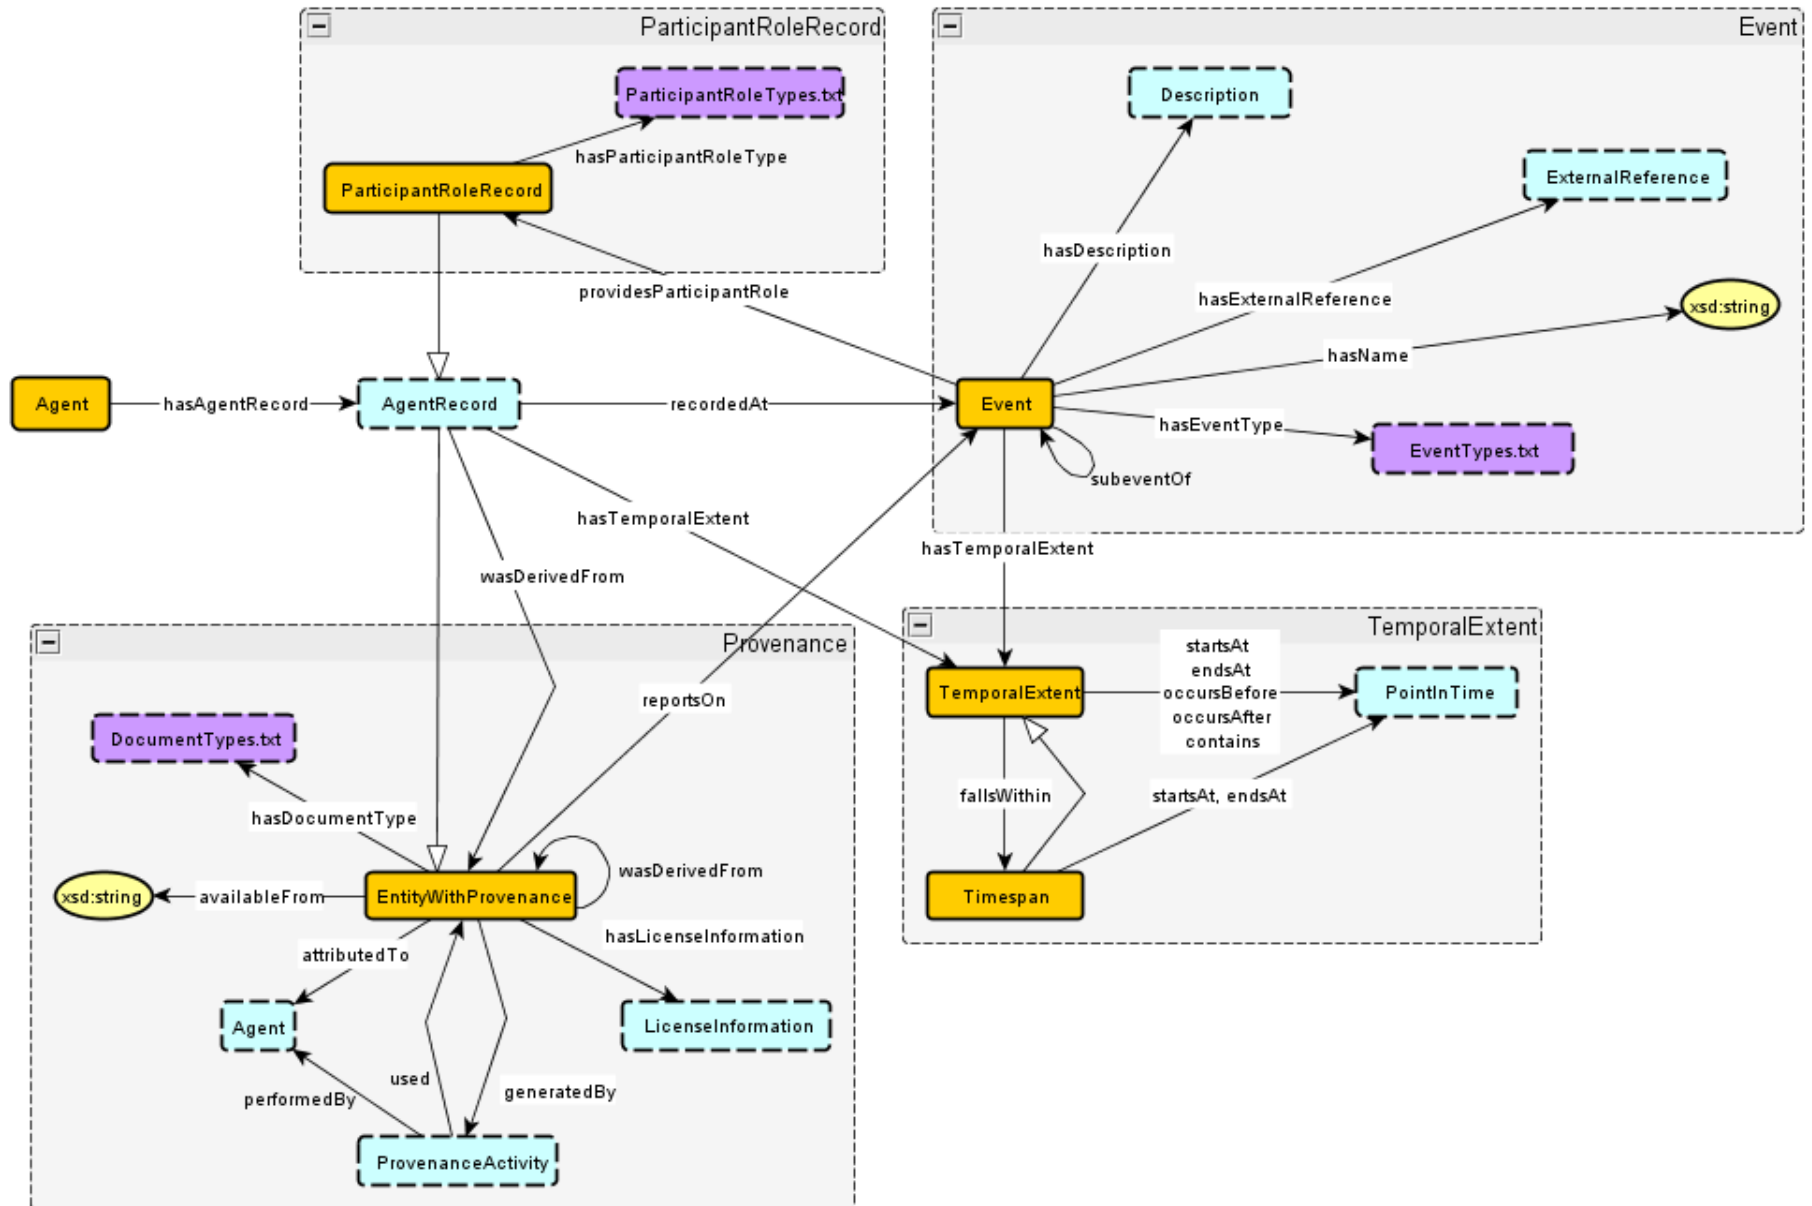 ParticipantRoleRecord
Event
ParticipantRoleTypes.txt
Description
hasParticipantRoleType
ExternalReference
ParticipantRoleRecord
hasDescription
providesParticipantRole
hasExternalReference
xsd:string
hasName
Agent
hasAgentRecord
AgentRecord
recordedAt
Event
hasEventType
EventTypes.txt
subeventOf
hasTemporalExtent
hasTemporalExtent
wasDerivedFrom
Provenance
TemporalExtent
startsAt
endsAt
occursBefore
occursAfter
contains
TemporalExtent
PointInTime
reportsOn
DocumentTypes.txt
fallsWithin
startsAt, endsAt
hasDocumentType
wasDerivedFrom
xsd:string
availableFrom
EntityWithProvenance
Timespan
hasLicenseInformation
attributedTo
Agent
LicenseInformation
used
generatedBy
performedBy
ProvenanceActivity